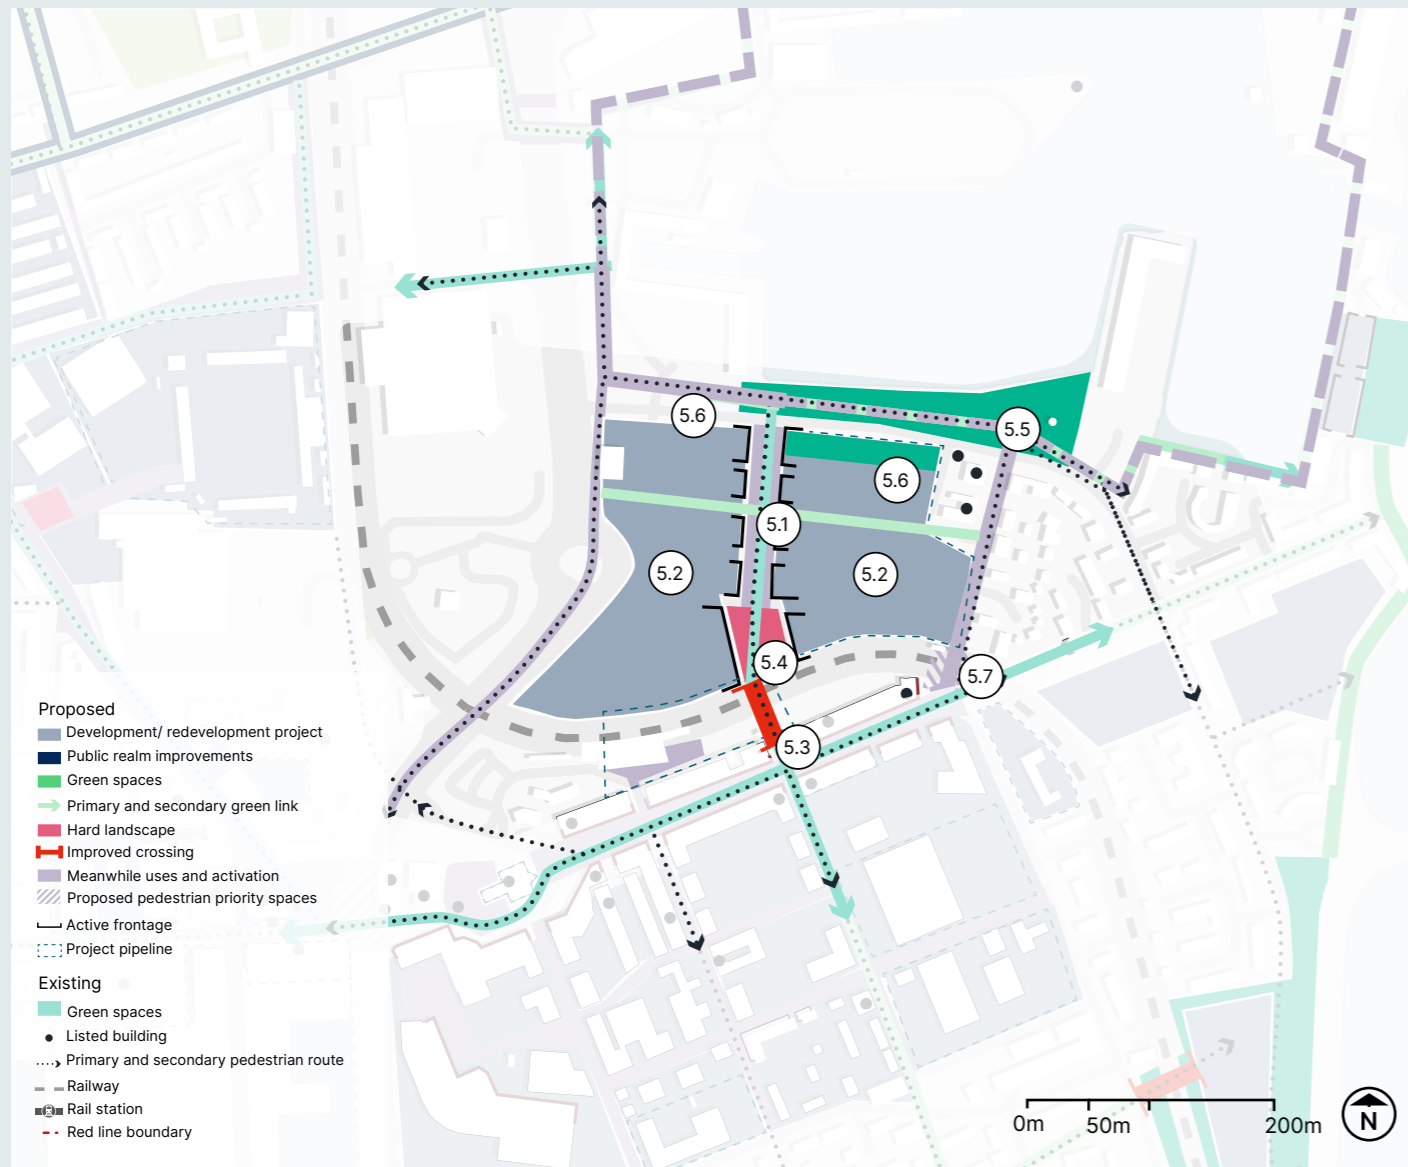 5.6
5.5
5.6
5.1
5.2
5.2
5.4
5.7
5.3
Proposed
Development/ redevelopment project
Public realm improvements
Green spaces
Primary and secondary green link
Hard landscape
Improved crossing
Meanwhile uses and activation
Proposed pedestrian priority spaces
Active frontage
Project pipeline
Existing
Green spaces
Listed building
Primary and secondary pedestrian route
Railway
Rail station
Red line boundary
0m 50m 200m
N